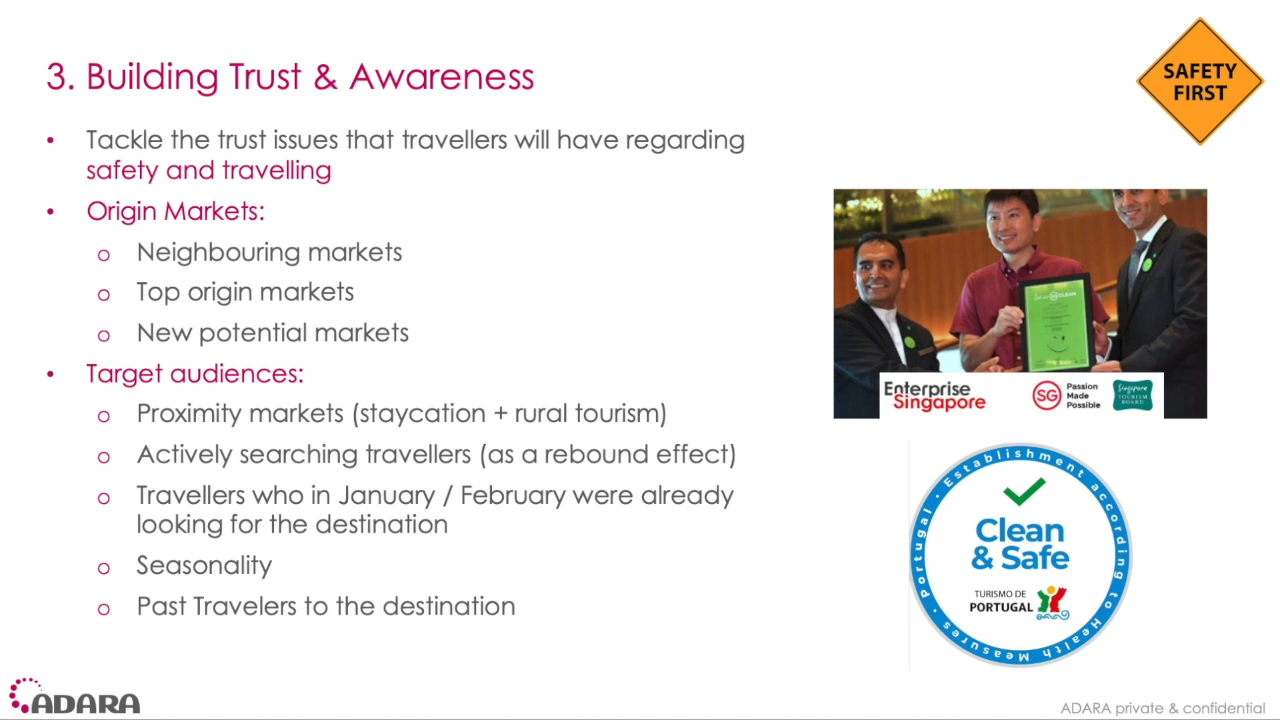 SAFETY
FIRST
3. Building Trust & Awareness
• Tackle the trust issues that travellers will have regarding
safety and travelling
• Origin Markets:
o Neighbouring markets
o Top origin markets
o New potential markets
• Target audiences:
o Proximity markets (staycation + rural tourism)
o Actively searching travellers (as a rebound effect)
o Travellers who in January / February were already
looking for the destination
o Seasonality
o Past Travelers to the destination
CLEAN
Enterprise
Singapore
SG
Passion
Made
Possible
Singapore
TOURISM
BOARD
Portugal · Establishment according to Health Measures ·
Clean
& Safe
TURISMO DE
PORTUGAL
ADARA
ADARA private & confidential